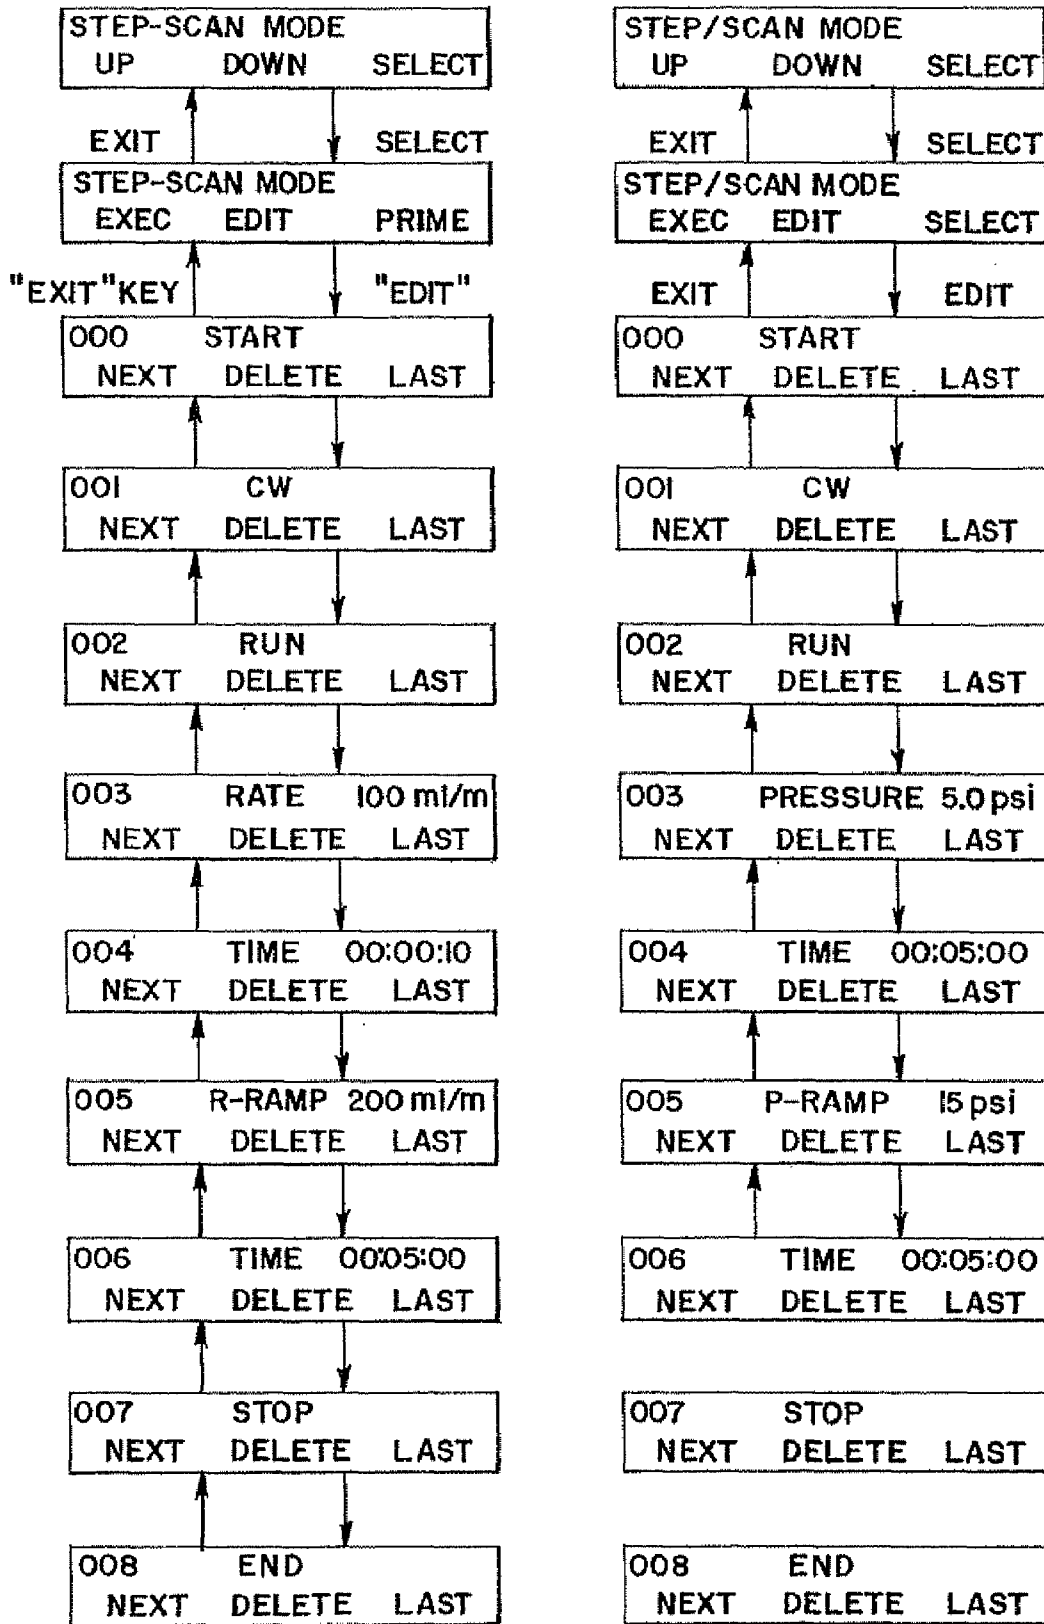 STEP-SCAN MODE
UP DOWN SELECT
EXIT SELECT
STEP-SCAN MODE
EXEC EDIT PRIME
"EXIT" KEY "EDIT"
000 START
NEXT DELETE LAST
001 CW
NEXT DELETE LAST
002 RUN
NEXT DELETE LAST
003 RATE 100 ml/m
NEXT DELETE LAST
004 TIME 00:00:10
NEXT DELETE LAST
005 R-RAMP 200 ml/m
NEXT DELETE LAST
006 TIME 00:05:00
NEXT DELETE LAST
007 STOP
NEXT DELETE LAST
008 END
NEXT DELETE LAST
STEP/SCAN MODE
UP DOWN SELECT
EXIT SELECT
STEP/SCAN MODE
EXEC EDIT SELECT
EXIT EDIT
000 START
NEXT DELETE LAST
001 CW
NEXT DELETE LAST
002 RUN
NEXT DELETE LAST
003 PRESSURE 5.0 psi
NEXT DELETE LAST
004 TIME 00:05:00
NEXT DELETE LAST
005 P-RAMP 15 psi
NEXT DELETE LAST
006 TIME 00:05:00
NEXT DELETE LAST
007 STOP
NEXT DELETE LAST
008 END
NEXT DELETE LAST